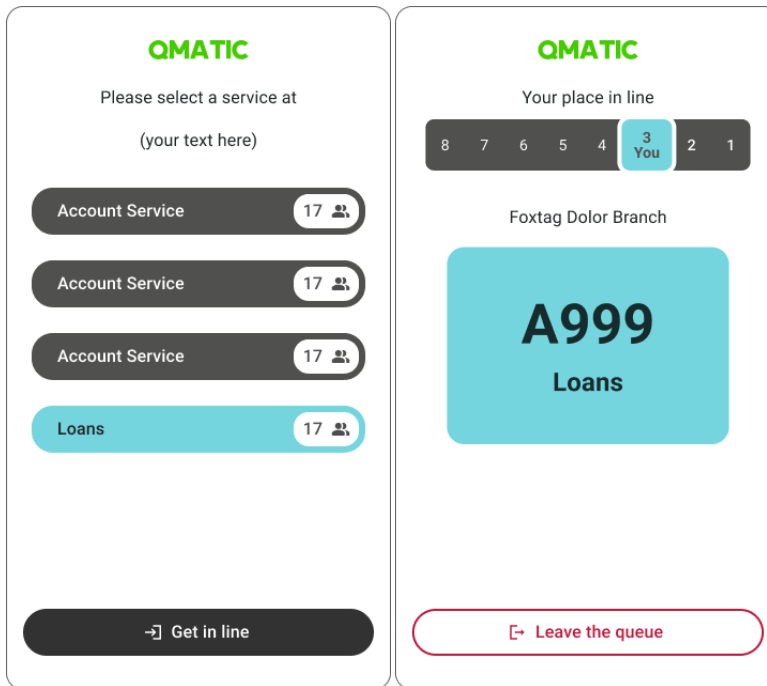 QMATIC
Please select a service at
(your text here)
Account Service 17
Account Service 17
Account Service 17
Loans 17
Get in line
QMATIC
Your place in line
8 7 6 5 4 3 You 2 1
Foxtag Dolor Branch
A999
Loans
Leave the queue